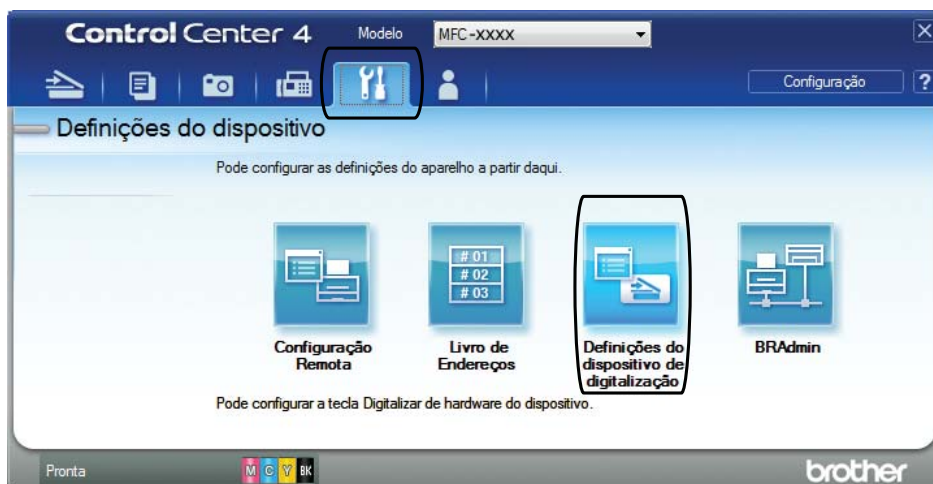 Control Center 4
Modelo
MFC-XXXX
X
Configuração
?
Definições do dispositivo
Pode configurar as definições do aparelho a partir daqui.
# 01
# 02
# 03
Configuração
Remota
Livro de
Endereços
Definições do
dispositivo de
digitalização
BRAdmin
Pode configurar a tecla Digitalizar de hardware do dispositivo.
Pronta
M C Y BK
brother